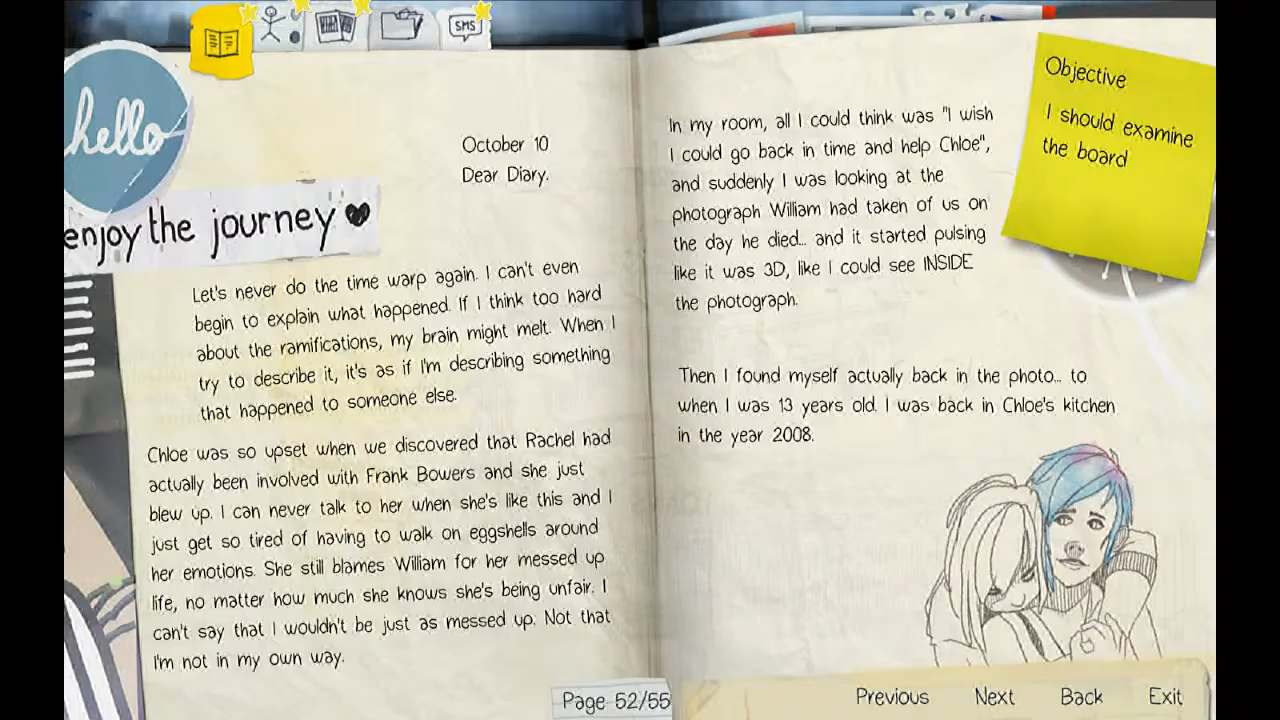 SMS
hello
enjoy the journey
October 10
Dear Diary.
Let's never do the time warp again. I can't even
begin to explain what happened. If I think too hard
about the ramifications, my brain might melt. When I
try to describe it, it's as if I'm describing something
that happened to someone else.
Chloe was so upset when we discovered that Rachel had
actually been involved with Frank Bowers and she just
blew up. I can never talk to her when she's like this and I
just get so tired of having to walk on eggshells around
her emotions. She still blames William for her messed up
life, no matter how much she knows she's being unfair. I
can't say that I wouldn't be just as messed up. Not that
I'm not in my own way.
Page 52/55
In my room, all I could think was "I wish
I could go back in time and help Chloe",
and suddenly I was looking at the
photograph William had taken of us on
the day he died... and it started pulsing
like it was 3D, like I could see INSIDE
the photograph.
Then I found myself actually back in the photo... to
when I was 13 years old. I was back in Chloe's kitchen
in the year 2008.
Objective
I should examine
the board
Previous Next Back Exit